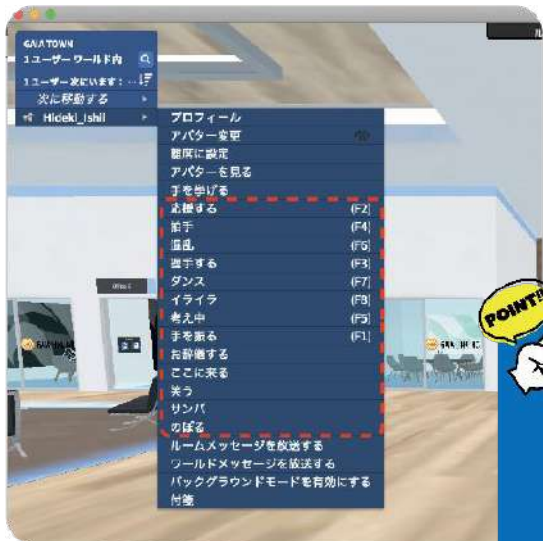 GAIA TOWN
1ユーザーワールド内
1ユーザー次にいます：…
次に移動する
Hideki_Ishii
プロフィール
アバター変更
離席に設定
アバターを見る
手を挙げる
応援する (F2)
拍手 (F4)
混乱 (F6)
握手する (F3)
ダンス (F7)
イライラ (F8)
考え中 (F5)
手を振る (F1)
お辞儀する
ここに来る
笑う
サンバ
のぼる
ルームメッセージを放送する
ワールドメッセージを放送する
バックグラウンドモードを有効にする
付箋
POINT!!